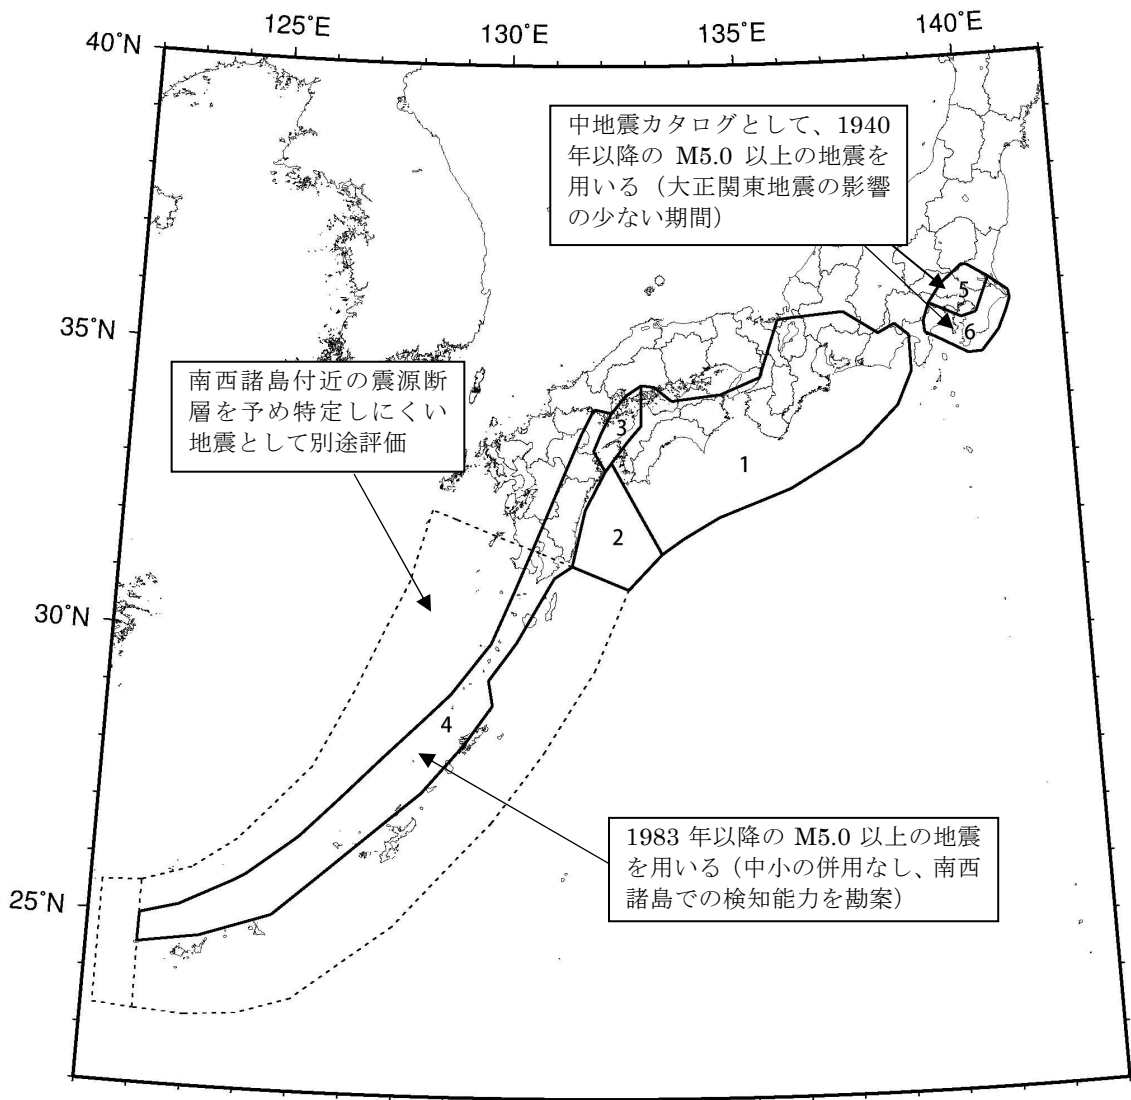 125°E
130°E
135°E
140°E
40°N
中地震カタログとして、1940
年以降の M5.0 以上の地震を
用いる（大正関東地震の影響
の少ない期間）
5
6
35°N
南西諸島付近の震源断
層を予め特定しにくい
地震として別途評価
3
1
2
30°N
4
1983 年以降の M5.0 以上の地震
を用いる（中小の併用なし、南西
諸島での検知能力を勘案）
25°N